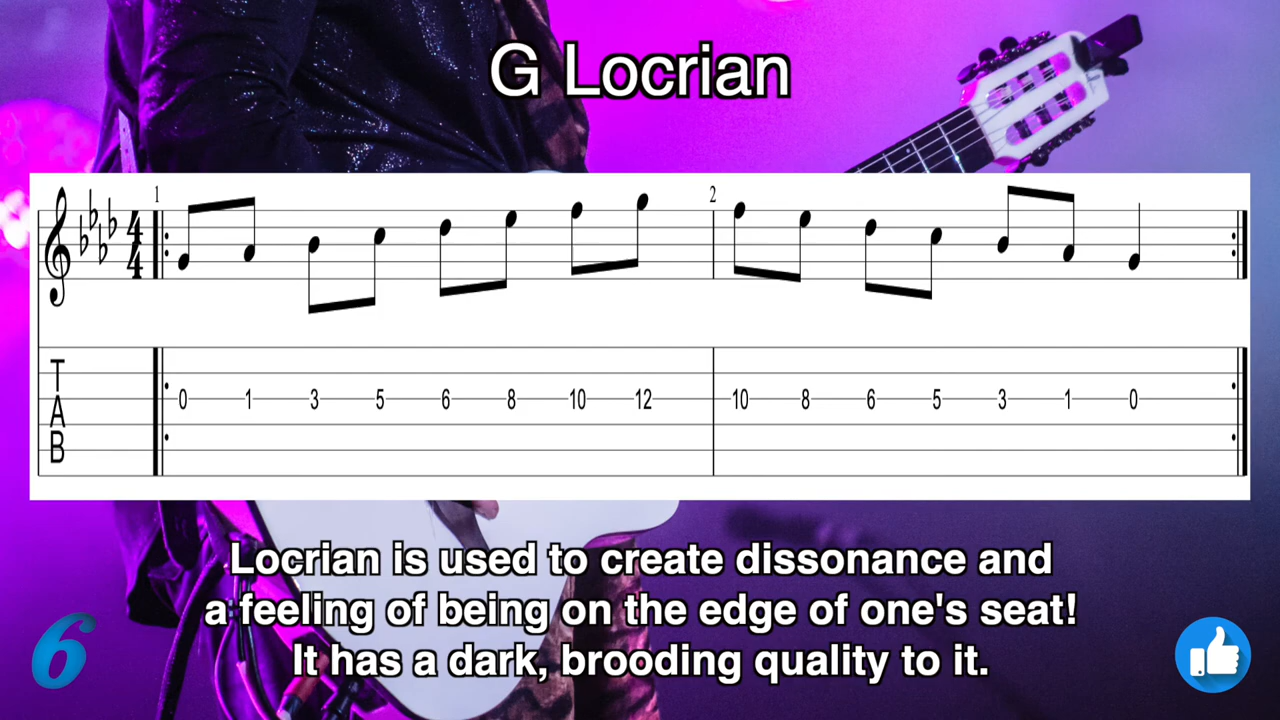 G Locrian
1 2
4
4
T
A
B
0 1 3 5 6 8 10 12 10 8 6 5 3 1 0
Locrian is used to create dissonance and
a feeling of being on the edge of one's seat!
It has a dark, brooding quality to it.
6